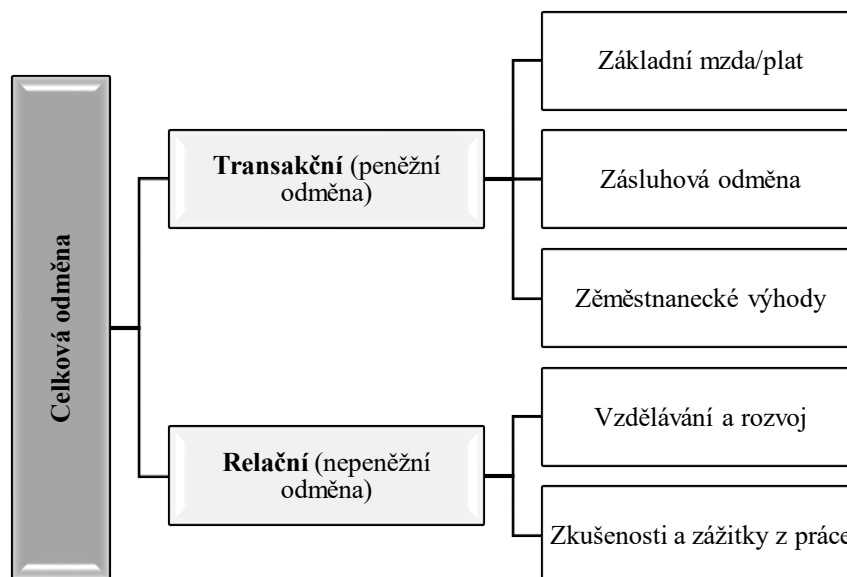 Celková odměna
Transakční (peněžní
odměna)
Základní mzda/plat
Zásluhová odměna
Zěměstnanecké výhody
Relační (nepeněžní
odměna)
Vzdělávání a rozvoj
Zkušenosti a zážitky z práce